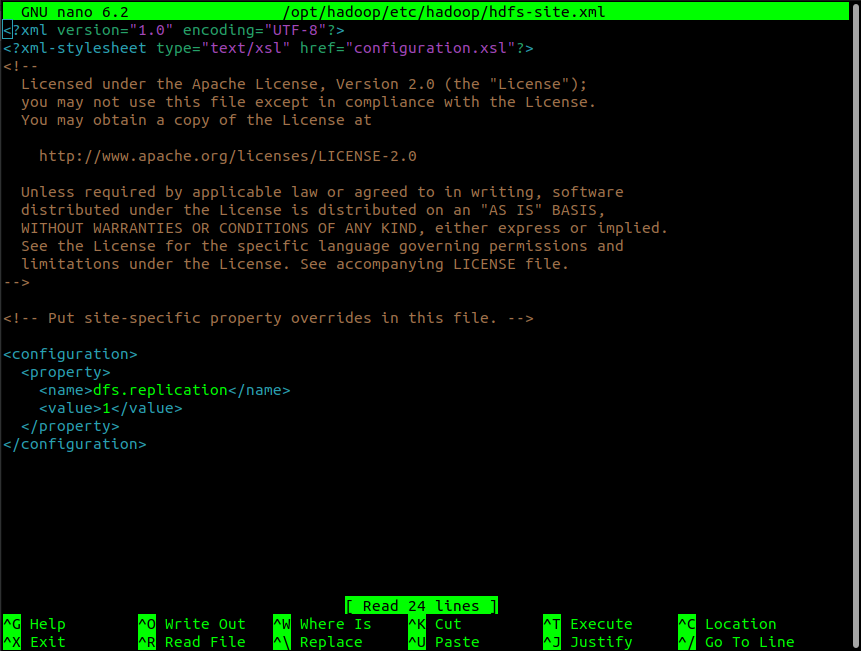 GNU nano 6.2 /opt/hadoop/etc/hadoop/hdfs-site.xml
<?xml version="1.0" encoding="UTF-8"?>
<?xml-stylesheet type="text/xsl" href="configuration.xsl"?>
<!--
  Licensed under the Apache License, Version 2.0 (the "License");
  you may not use this file except in compliance with the License.
  You may obtain a copy of the License at

    http://www.apache.org/licenses/LICENSE-2.0

  Unless required by applicable law or agreed to in writing, software
  distributed under the License is distributed on an "AS IS" BASIS,
  WITHOUT WARRANTIES OR CONDITIONS OF ANY KIND, either express or implied.
  See the License for the specific language governing permissions and
  limitations under the License. See accompanying LICENSE file.
-->

<!-- Put site-specific property overrides in this file. -->

<configuration>
  <property>
    <name>dfs.replication</name>
    <value>1</value>
  </property>
</configuration>
[ Read 24 lines ]
^G Help ^O Write Out ^W Where Is ^K Cut ^T Execute ^C Location
^X Exit ^R Read File ^\ Replace ^U Paste ^J Justify ^/ Go To Line